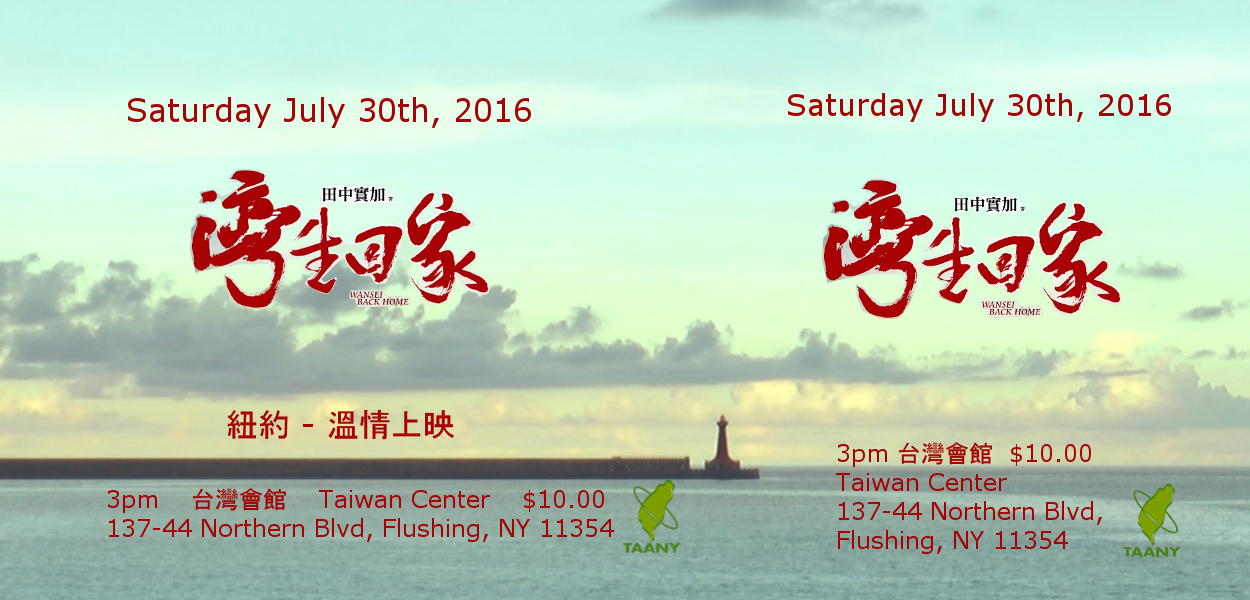 Saturday July 30th, 2016
田中實加
灣生回家
WANSEI
BACK HOME
紐約 - 溫情上映
3pm 台灣會館 Taiwan Center $10.00
137-44 Northern Blvd, Flushing, NY 11354
TAANY
Saturday July 30th, 2016
田中實加
灣生回家
WANSEI
BACK HOME
3pm 台灣會館 $10.00
Taiwan Center
137-44 Northern Blvd,
Flushing, NY 11354
TAANY